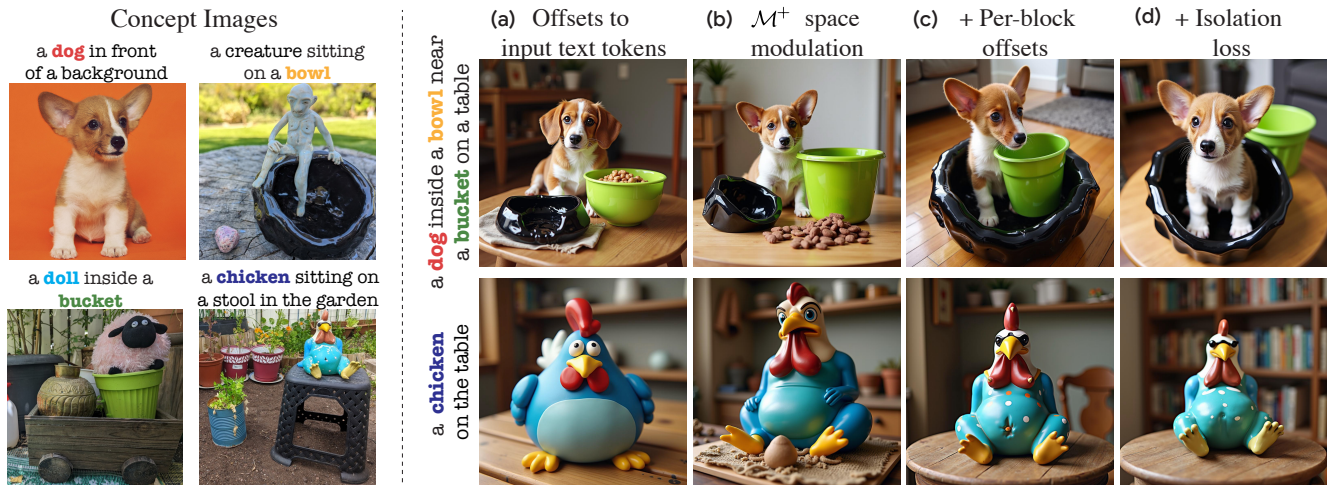 Concept Images
a dog in front
of a background
a creature sitting
on a bowl
a doll inside a
bucket
a chicken sitting on
a stool in the garden
(a) Offsets to
input text tokens
(b) M+ space
modulation
(c) + Per-block
offsets
(d) + Isolation
loss
a dog inside a bowl near
a bucket on a table
a chicken
on the table